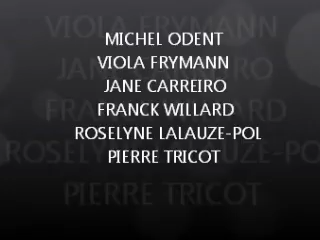 MICHEL ODENT
VIOLA FRYMANN
JANE CARREIRO
FRANCK WILLARD
ROSELYNE LALAUZE-POL
PIERRE TRICOT